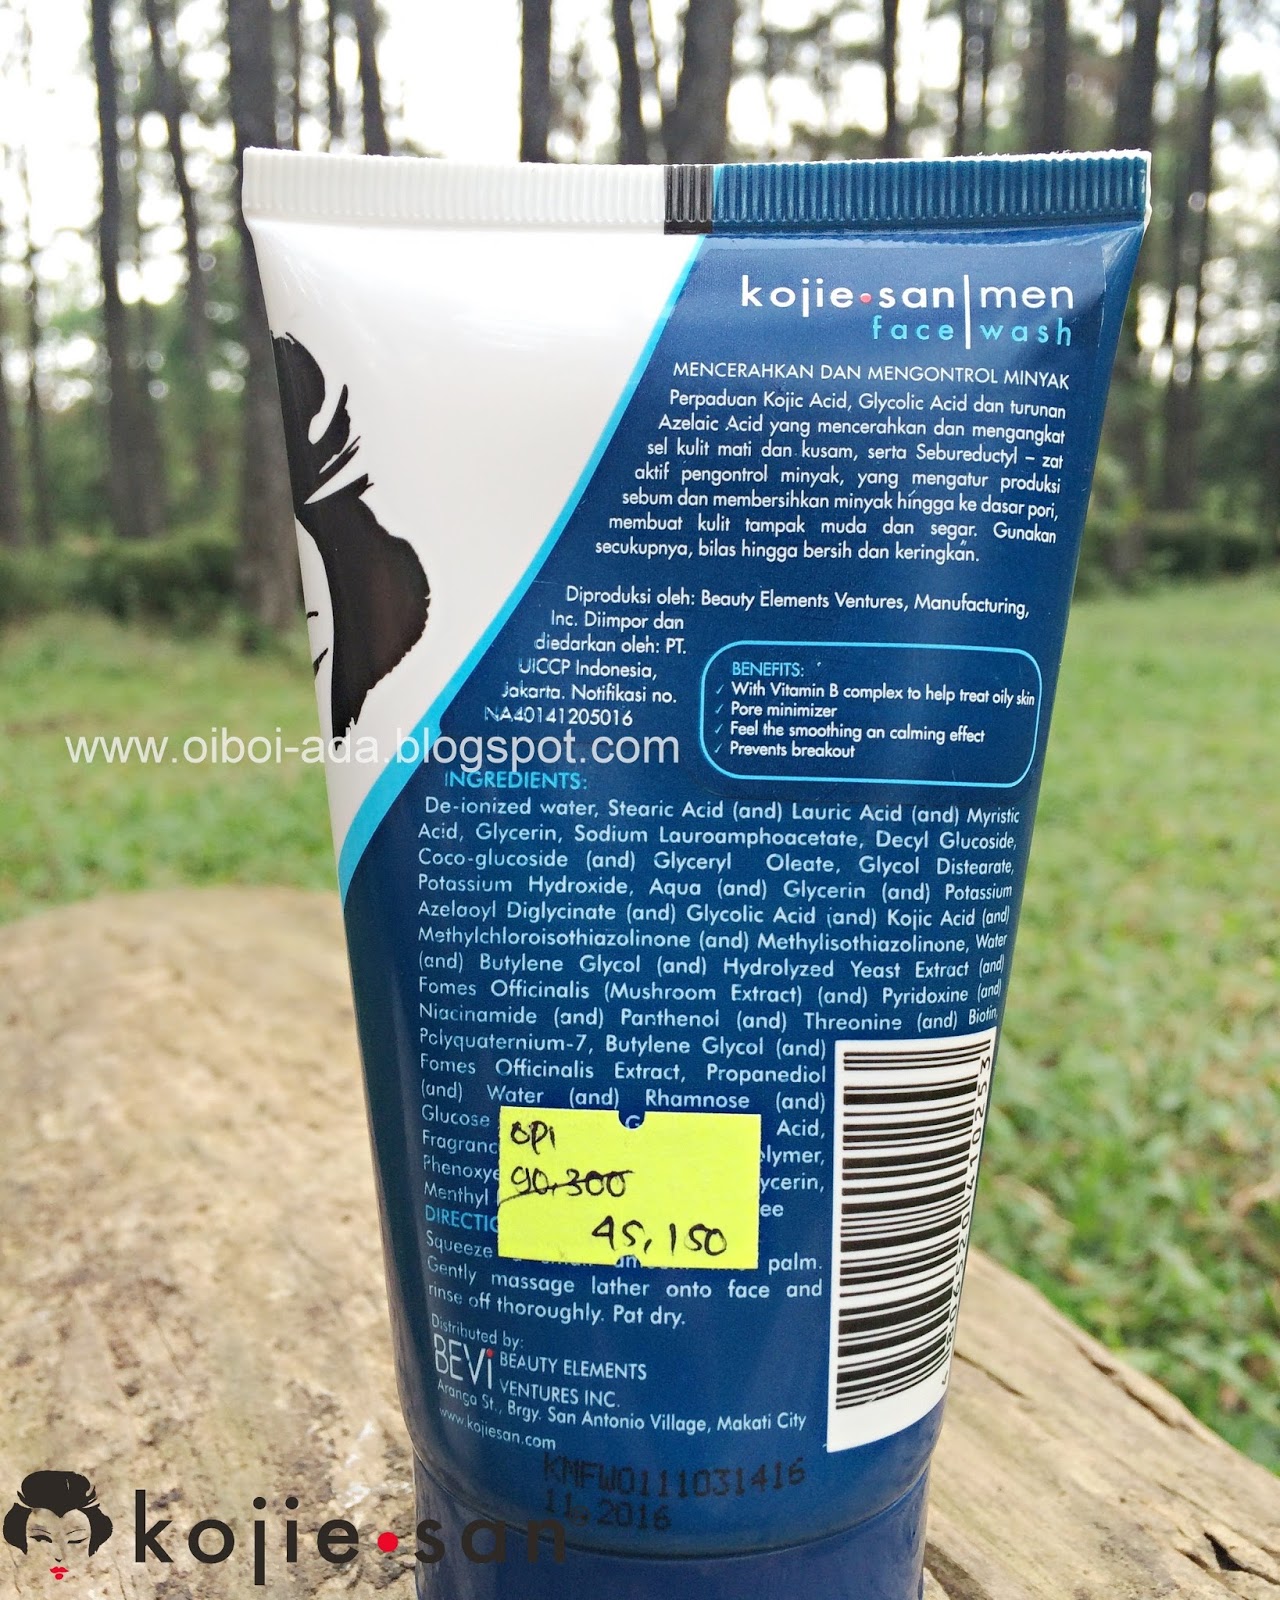 kojie•san men
face wash
MENCERAHKAN DAN MENGONTROL MINYAK
Perpaduan Kojic Acid, Glycolic Acid dan turunan
Azelaic Acid yang mencerahkan dan mengangkat
sel kulit mati dan kusam, serta Sebureductyl – zat
aktif pengontrol minyak, yang mengatur produksi
sebum dan membersihkan minyak hingga ke dasar pori,
membuat kulit tampak muda dan segar. Gunakan
secukupnya, bilas hingga bersih dan keringkan.
Diproduksi oleh: Beauty Elements Ventures, Manufacturing,
Inc. Diimpor dan
diedarkan oleh: PT.
UICCP Indonesia,
Jakarta. Notifikasi no.
NA40141205016
BENEFITS:
✓ With Vitamin B complex to help treat oily skin
✓ Pore minimizer
✓ Feel the smoothing an calming effect
✓ Prevents breakout
www.oiboi-ada.blogspot.com
INGREDIENTS:
De-ionized water, Stearic Acid (and) Lauric Acid (and) Myristic
Acid, Glycerin, Sodium Lauroamphoacetate, Decyl Glucoside,
Coco-glucoside (and) Glyceryl Oleate, Glycol Distearate,
Potassium Hydroxide, Aqua (and) Glycerin (and) Potassium
Azelaoyl Diglycinate (and) Glycolic Acid (and) Kojic Acid (and)
Methylchloroisothiazolinone (and) Methylisothiazolinone, Water
(and) Butylene Glycol (and) Hydrolyzed Yeast Extract (and)
Fomes Officinalis (Mushroom Extract) (and) Pyridoxine (and)
Niacinamide (and) Panthenol (and) Threonine (and) Biotin,
Polyquaternium-7, Butylene Glycol (and)
Fomes Officinalis Extract, Propanediol
(and) Water (and) Rhamnose (and)
Glucose Acid,
opi
90,300
45,150
Squeeze palm.
Gently massage lather onto face and
rinse off thoroughly. Pat dry.
Distributed by:
BEVi BEAUTY ELEMENTS
VENTURES INC.
Aranga St., Brgy. San Antonio Village, Makati City
www.kojiesan.com
KMFW0111031416
11.2016
kojie•san